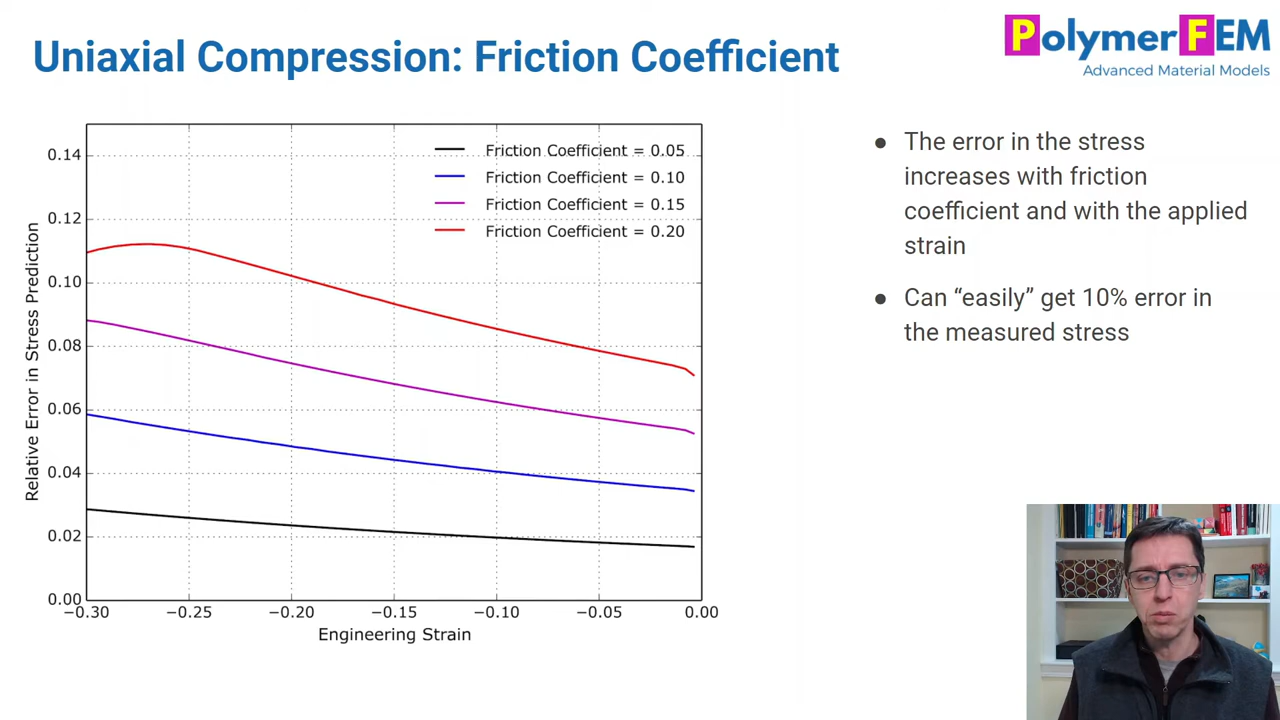 Uniaxial Compression: Friction Coefficient
PolymerFEM
Advanced Material Models
Relative Error in Stress Prediction
0.14
0.12
0.10
0.08
0.06
0.04
0.02
0.00
Friction Coefficient = 0.05
Friction Coefficient = 0.10
Friction Coefficient = 0.15
Friction Coefficient = 0.20
−0.30 −0.25 −0.20 −0.15 −0.10 −0.05 0.00
Engineering Strain
● The error in the stress
increases with friction
coefficient and with the applied
strain
● Can “easily” get 10% error in
the measured stress